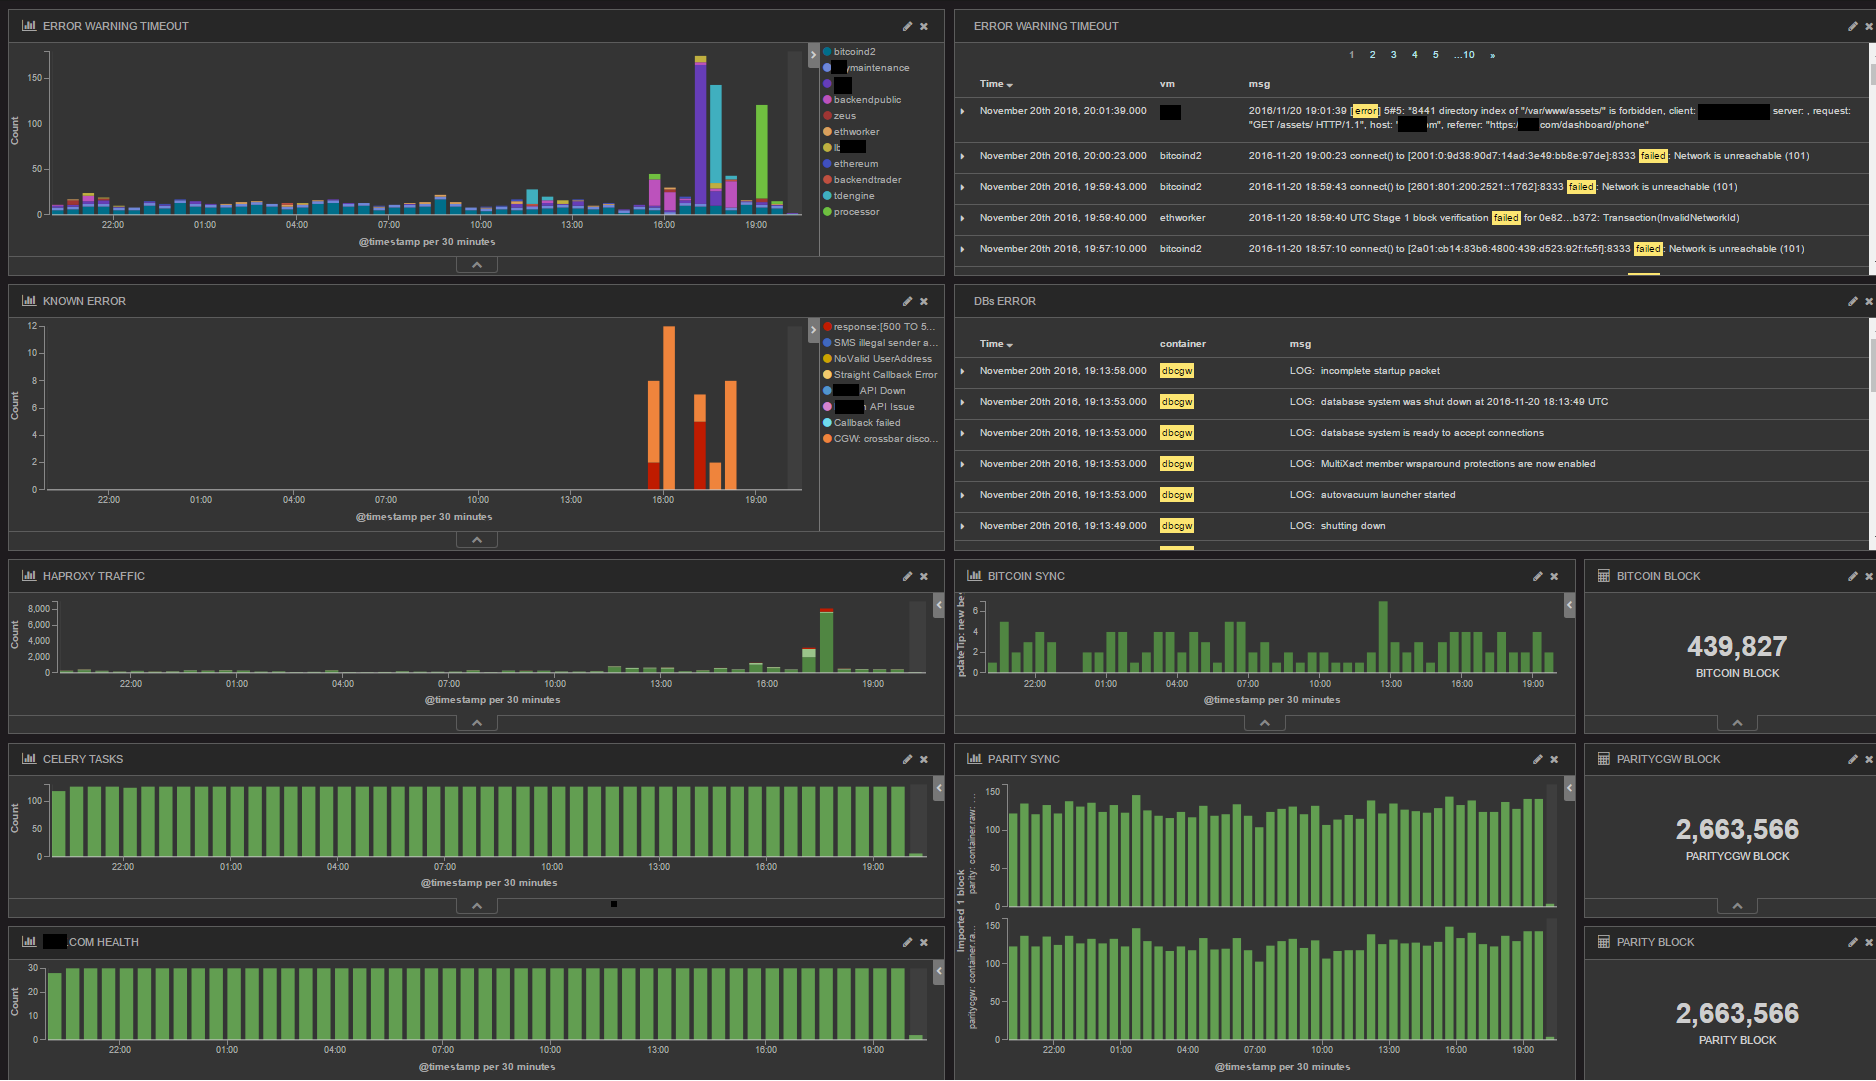 ERROR WARNING TIMEOUT
150
100
50
0
Count
22:00 01:00 04:00 07:00 10:00 13:00 16:00 19:00
@timestamp per 30 minutes
bitcoind2
ymaintenance
backendpublic
zeus
ethworker
lb
ethereum
backendtrader
tdengine
processor
ERROR WARNING TIMEOUT
1 2 3 4 5 ...10 »
Time vm msg
November 20th 2016, 20:01:39.000 2016/11/20 19:01:39 [error] 5#5: *8441 directory index of "/var/www/assets/" is forbidden, client: server: , request:
"GET /assets/ HTTP/1.1", host: " om", referrer: "https:/ .com/dashboard/phone"
November 20th 2016, 20:00:23.000 bitcoind2 2016-11-20 19:00:23 connect() to [2001:0:9d38:90d7:14ad:3e49:bb8e:97de]:8333 failed: Network is unreachable (101)
November 20th 2016, 19:59:43.000 bitcoind2 2016-11-20 18:59:43 connect() to [2601:801:200:2521::1762]:8333 failed: Network is unreachable (101)
November 20th 2016, 19:59:40.000 ethworker 2016-11-20 18:59:40 UTC Stage 1 block verification failed for 0e82...b372: Transaction(InvalidNetworkId)
November 20th 2016, 19:57:10.000 bitcoind2 2016-11-20 18:57:10 connect() to [2a01:cb14:83b6:4800:439:d523:92f:fc5f]:8333 failed: Network is unreachable (101)
KNOWN ERROR
12
10
8
6
4
2
0
Count
22:00 01:00 04:00 07:00 10:00 13:00 16:00 19:00
@timestamp per 30 minutes
response:[500 TO 5...
SMS illegal sender a...
NoValid UserAddress
Straight Callback Error
API Down
API Issue
Callback failed
CGW: crossbar disco...
DBs ERROR
Time container msg
November 20th 2016, 19:13:58.000 dbcgw LOG: incomplete startup packet
November 20th 2016, 19:13:53.000 dbcgw LOG: database system was shut down at 2016-11-20 18:13:49 UTC
November 20th 2016, 19:13:53.000 dbcgw LOG: database system is ready to accept connections
November 20th 2016, 19:13:53.000 dbcgw LOG: MultiXact member wraparound protections are now enabled
November 20th 2016, 19:13:53.000 dbcgw LOG: autovacuum launcher started
November 20th 2016, 19:13:49.000 dbcgw LOG: shutting down
HAPROXY TRAFFIC
8,000
6,000
4,000
2,000
0
Count
22:00 01:00 04:00 07:00 10:00 13:00 16:00 19:00
@timestamp per 30 minutes
BITCOIN SYNC
6
4
2
0
pdateTip: new be
22:00 01:00 04:00 07:00 10:00 13:00 16:00 19:00
@timestamp per 30 minutes
BITCOIN BLOCK
439,827
BITCOIN BLOCK
CELERY TASKS
100
50
0
Count
22:00 01:00 04:00 07:00 10:00 13:00 16:00 19:00
@timestamp per 30 minutes
PARITY SYNC
150
100
50
0
parity: container.raw: ...
Imported 1 block
150
100
50
0
paritycgw: container.ra...
22:00 01:00 04:00 07:00 10:00 13:00 16:00 19:00
@timestamp per 30 minutes
PARITYCGW BLOCK
2,663,566
PARITYCGW BLOCK
.COM HEALTH
30
20
10
0
Count
22:00 01:00 04:00 07:00 10:00 13:00 16:00 19:00
@timestamp per 30 minutes
PARITY BLOCK
2,663,566
PARITY BLOCK